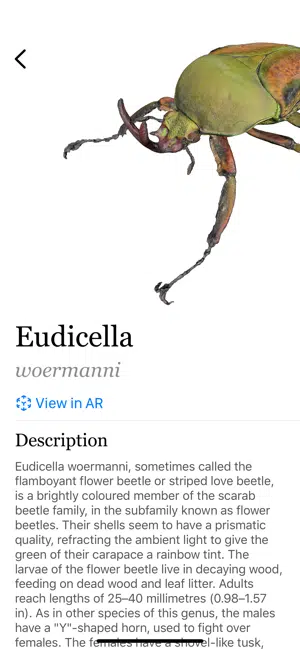 Eudicella
woermanni
View in AR
Description
Eudicella woermanni, sometimes called the
flamboyant flower beetle or striped love beetle,
is a brightly coloured member of the scarab
beetle family, in the subfamily known as flower
beetles. Their shells seem to have a prismatic
quality, refracting the ambient light to give the
green of their carapace a rainbow tint. The
larvae of the flower beetle live in decaying wood,
feeding on dead wood and leaf litter. Adults
reach lengths of 25–40 millimetres (0.98–1.57
in). As in other species of this genus, the males
have a "Y"-shaped horn, used to fight over
females. The females have a shovel-like tusk,